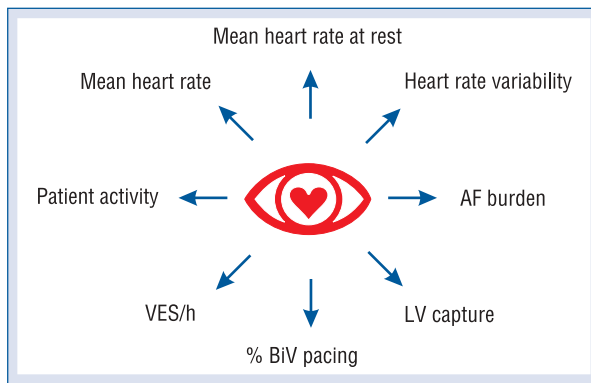 Mean heart rate at rest
Mean heart rate
Heart rate variability
Patient activity
AF burden
VES/h
LV capture
% BiV pacing